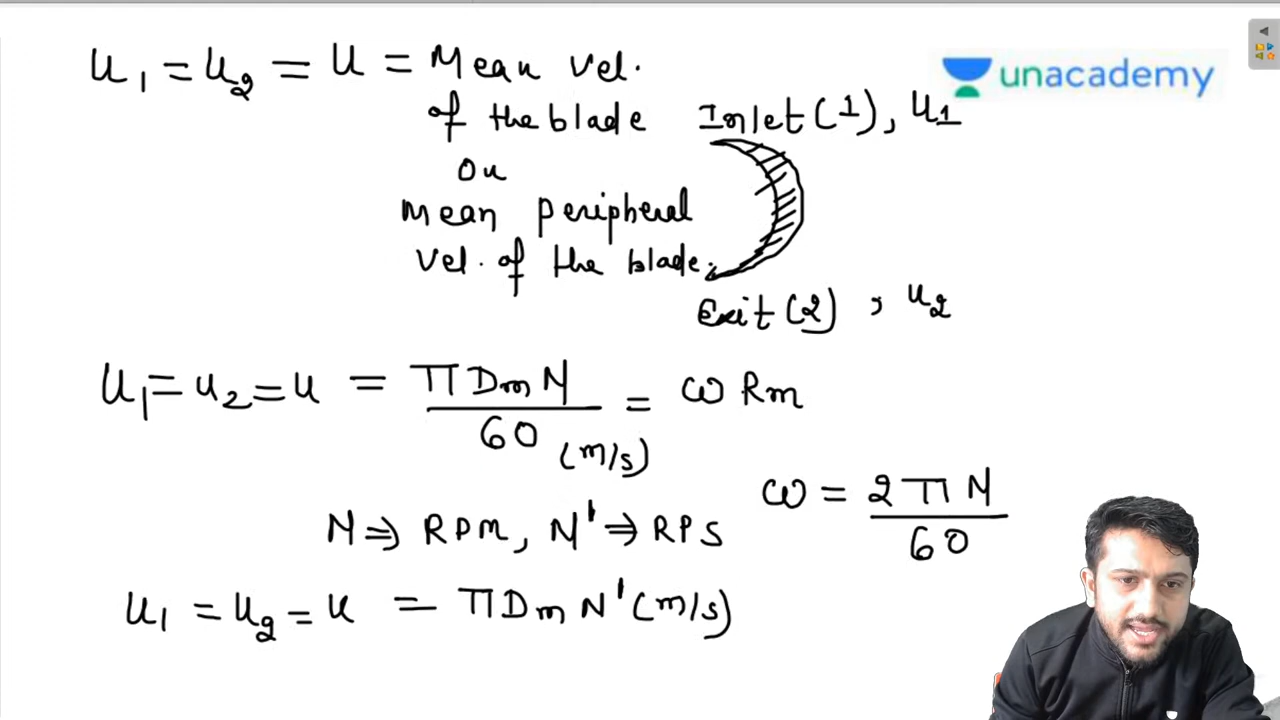 u₁ = u₂ = u = Mean vel.
of the blade
or
Mean peripheral
vel. of the blade.
unacademy
Inlet (1), u₁
Exit (2), u₂
u₁ = u₂ = u = πDmN / 60 (m/s) = ω Rm
ω = 2πN / 60
N ⇒ RPM, N' ⇒ RPS
u₁ = u₂ = u = πDmN' (m/s)